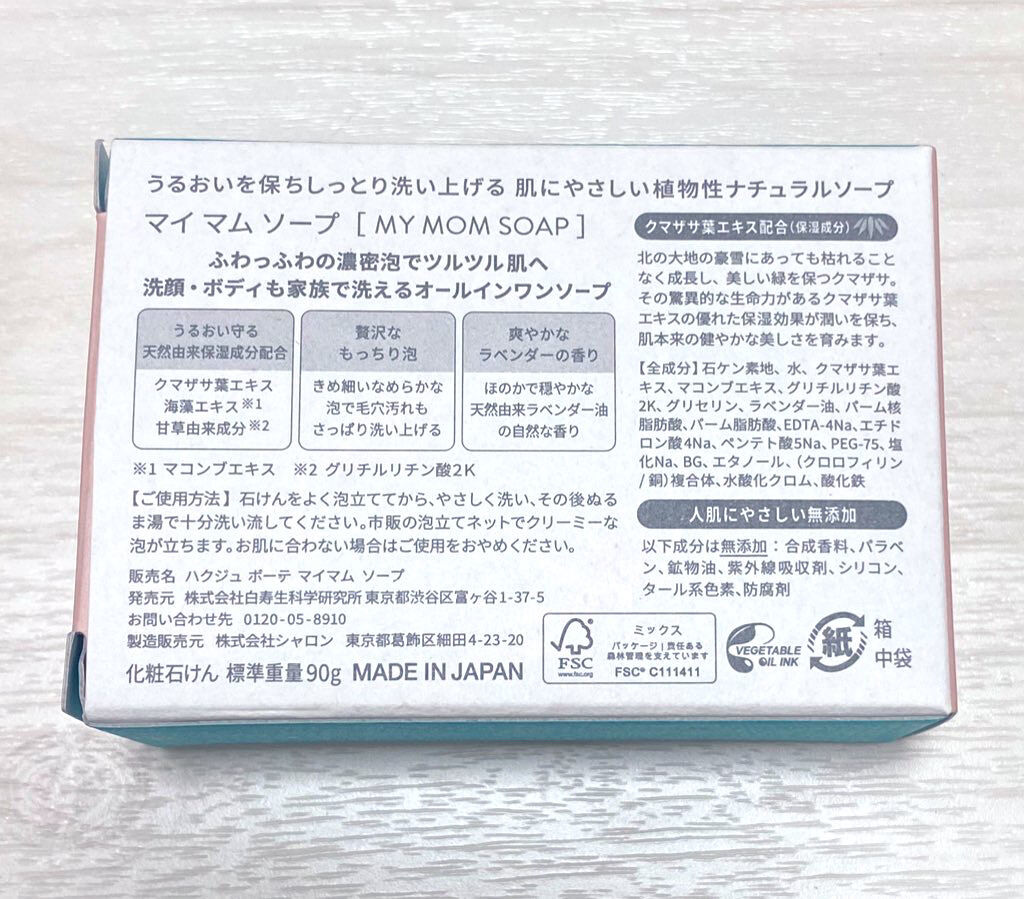 うるおいを保ちしっとり洗い上げる 肌にやさしい植物性ナチュラルソープ
マイ マム ソープ [ MY MOM SOAP ]
ふわっふわの濃密泡でツルツル肌へ
洗顔・ボディも家族で洗えるオールインワンソープ
うるおい守る
天然由来保湿成分配合
クマザサ葉エキス
海藻エキス※1
甘草由来成分※2
贅沢な
もっちり泡
きめ細いなめらかな
泡で毛穴汚れも
さっぱり洗い上げる
爽やかな
ラベンダーの香り
ほのかで穏やかな
天然由来ラベンダー油
の自然な香り
※1 マコンブエキス ※2 グリチルリチン酸2K
【ご使用方法】石けんをよく泡立ててから、やさしく洗い、その後ぬる
ま湯で十分洗い流してください。市販の泡立てネットでクリーミーな
泡が立ちます。お肌に合わない場合はご使用をおやめください。
販売名 ハクジュ ボーテ マイマム ソープ
発売元 株式会社白寿生科学研究所 東京都渋谷区富ヶ谷1-37-5
お問い合わせ先 0120-05-8910
製造販売元 株式会社シャロン 東京都葛飾区細田4-23-20
化粧石けん 標準重量90g MADE IN JAPAN
クマザサ葉エキス配合(保湿成分)
北の大地の豪雪にあっても枯れること
なく成長し、美しい緑を保つクマザサ。
その驚異的な生命力があるクマザサ葉
エキスの優れた保湿効果が潤いを保ち、
肌本来の健やかな美しさを育みます。
【全成分】石ケン素地、水、クマザサ葉エ
キス、マコンブエキス、グリチルリチン酸
2K、グリセリン、ラベンダー油、パーム核
脂肪酸、パーム脂肪酸、EDTA-4Na、エチド
ロン酸4Na、ペンテト酸5Na、PEG-75、塩
化Na、BG、エタノール、(クロロフィリン
/銅)複合体、水酸化クロム、酸化鉄
人肌にやさしい無添加
以下成分は無添加：合成香料、パラベ
ン、鉱物油、紫外線吸収剤、シリコン、
タール系色素、防腐剤
FSC
www.fsc.org
ミックス
パッケージ|責任ある
森林管理を支えています
FSC® C111411
VEGETABLE
OIL INK
紙
箱
中袋